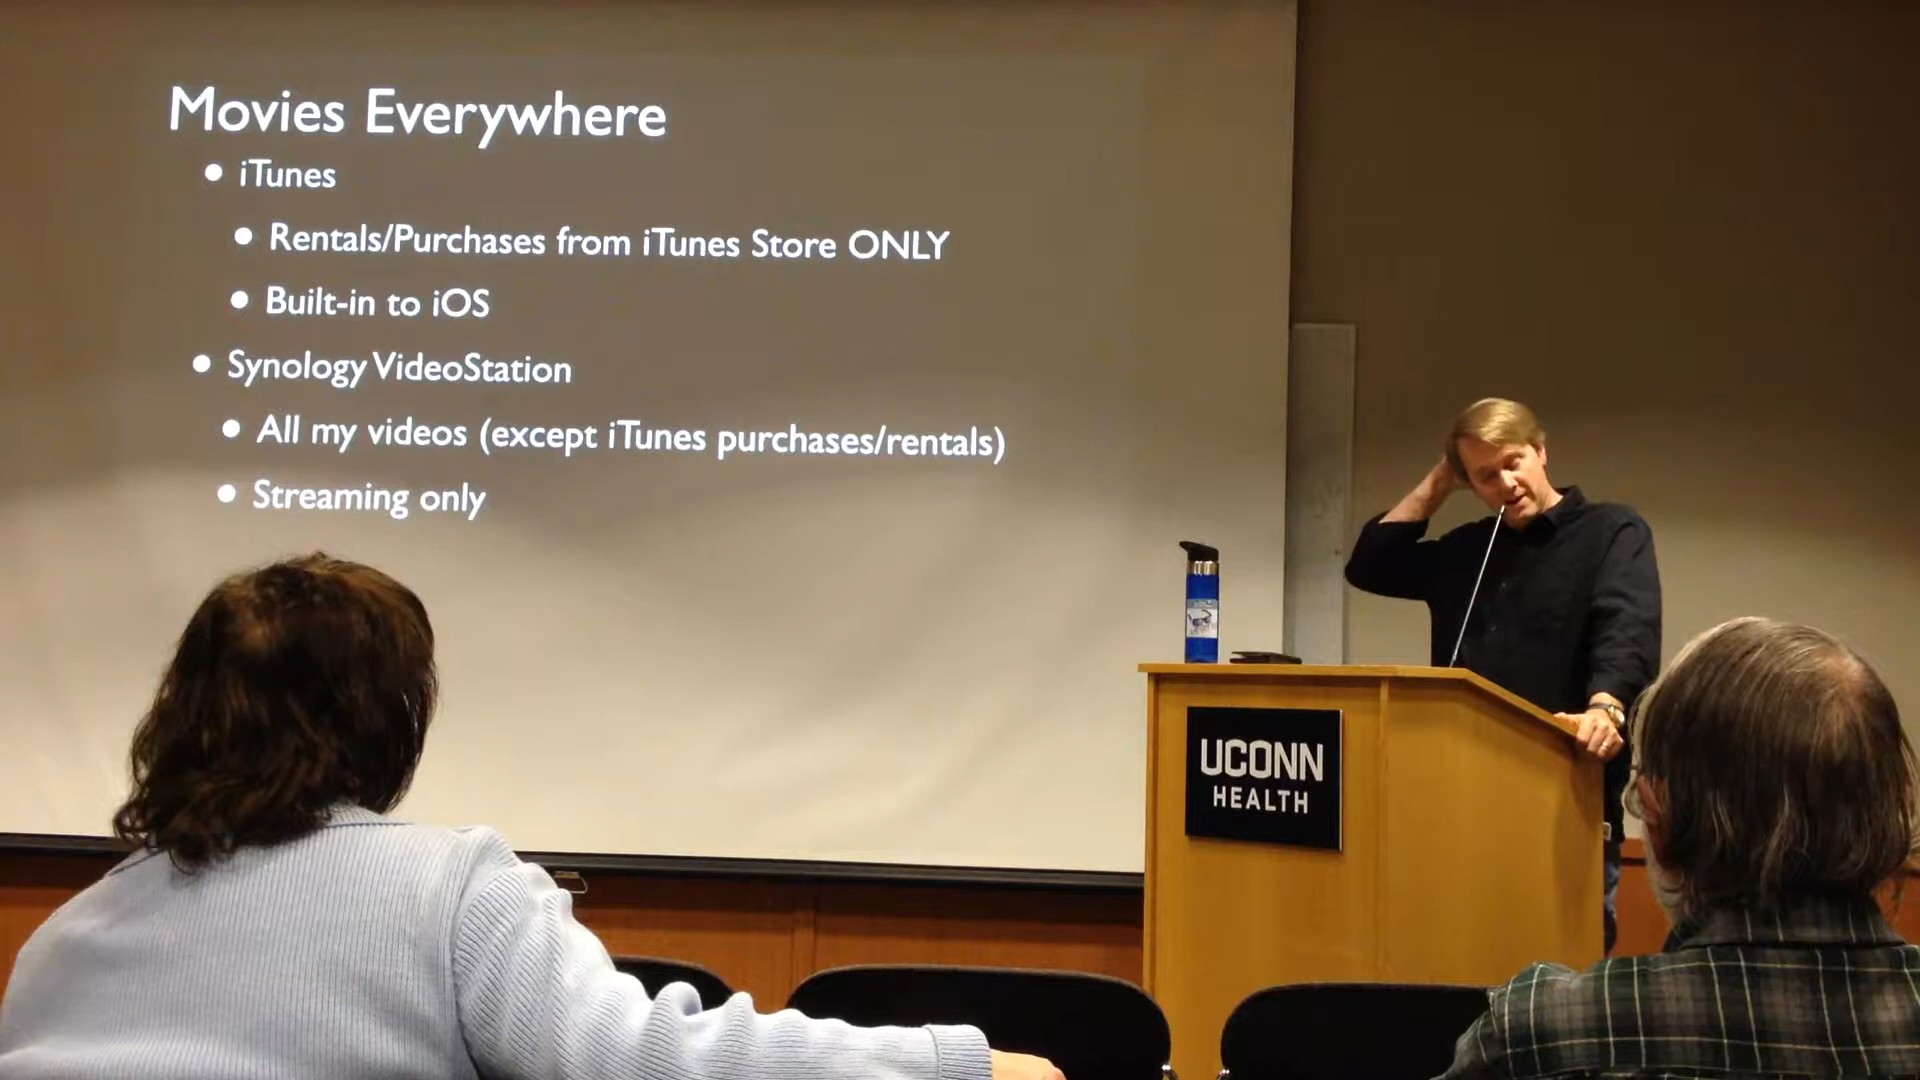 Movies Everywhere
• iTunes
• Rentals/Purchases from iTunes Store ONLY
• Built-in to iOS
• Synology VideoStation
• All my videos (except iTunes purchases/rentals)
• Streaming only
UCONN
HEALTH